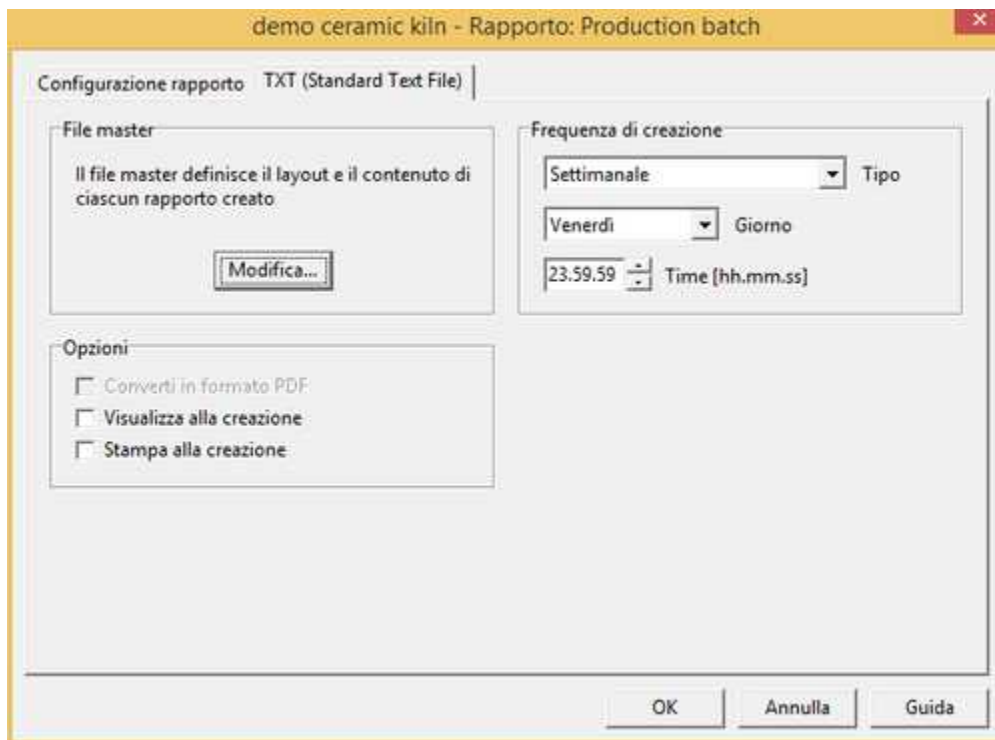 demo ceramic kiln - Rapporto: Production batch
Configurazione rapporto
TXT (Standard Text File)
File master
Il file master definisce il layout e il contenuto di
ciascun rapporto creato
Modifica...
Frequenza di creazione
Settimanale
Tipo
Venerdì
Giorno
23.59.59
Time [hh.mm.ss]
Opzioni
Converti in formato PDF
Visualizza alla creazione
Stampa alla creazione
OK
Annulla
Guida